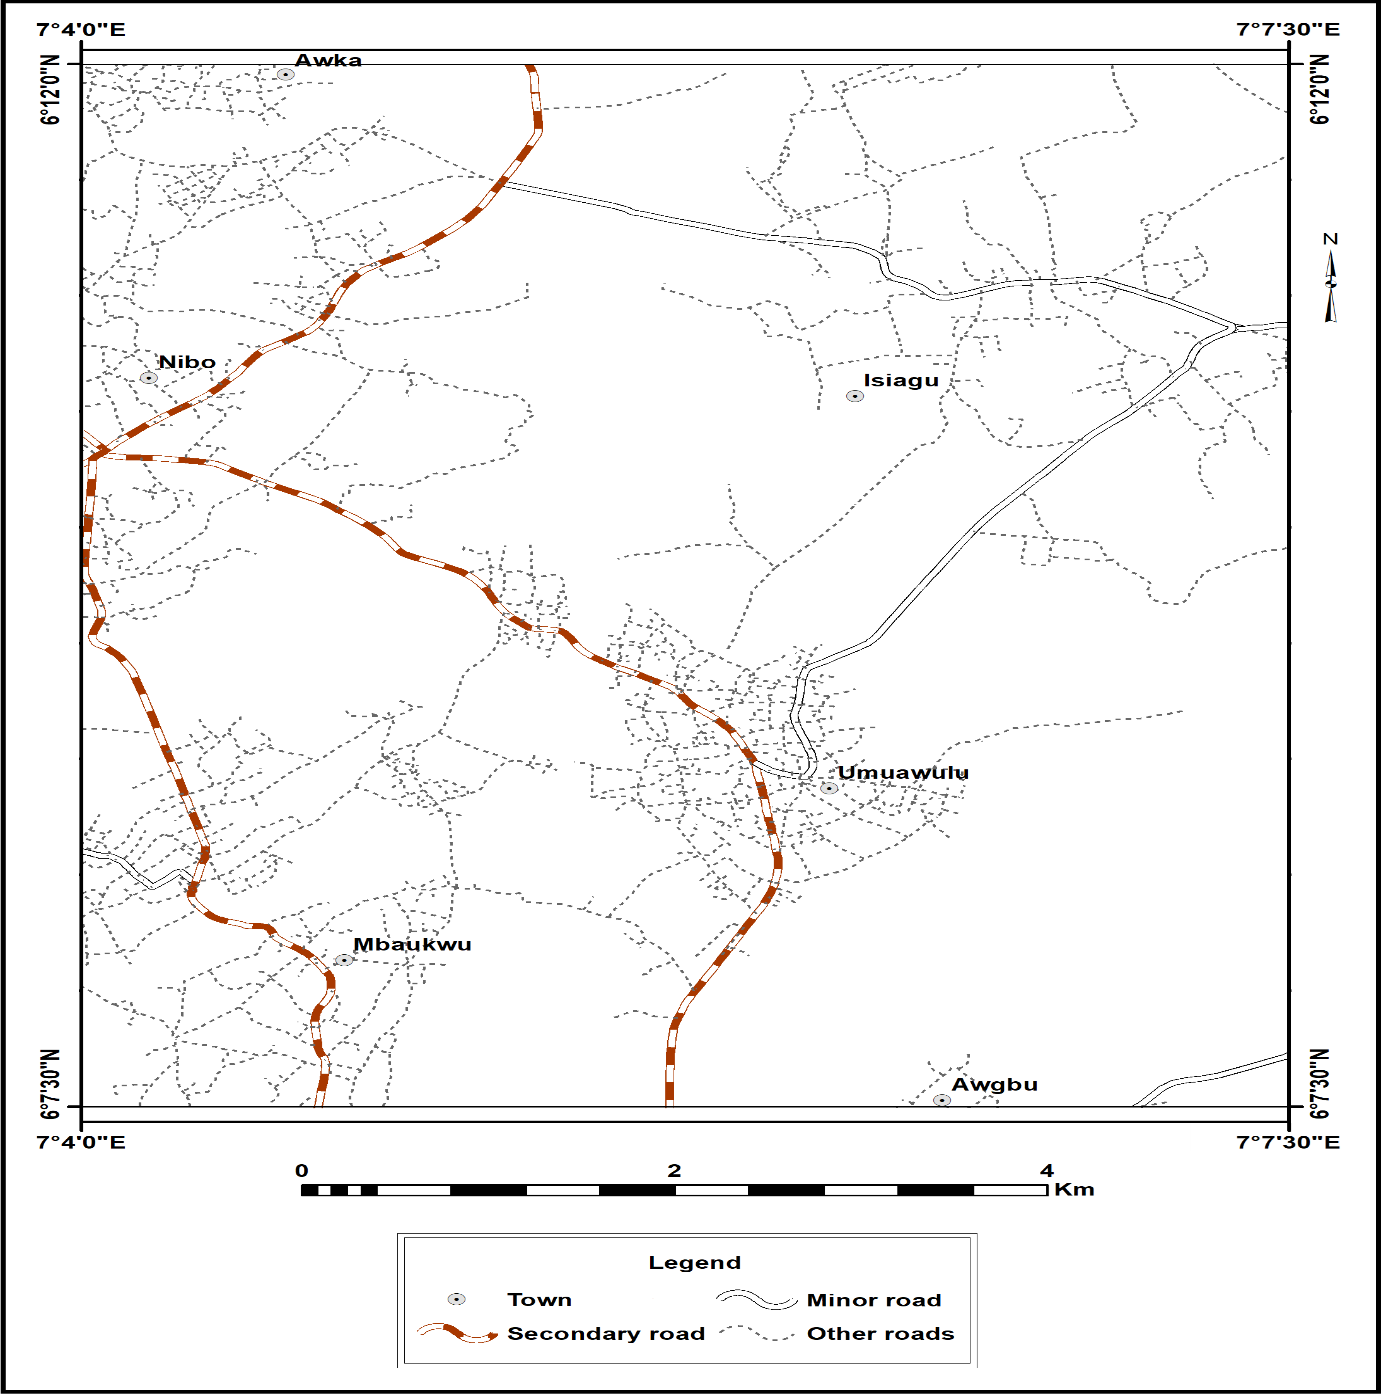 7°4'0"E
7°7'30"E
6°12'0"N
6°12'0"N
Awka
N
Nibo
Isiagu
Umuawulu
Mbaukwu
Awgbu
6°7'30"N
6°7'30"N
7°4'0"E
7°7'30"E
0 2 4
Km
Legend
Town
Minor road
Secondary road
Other roads